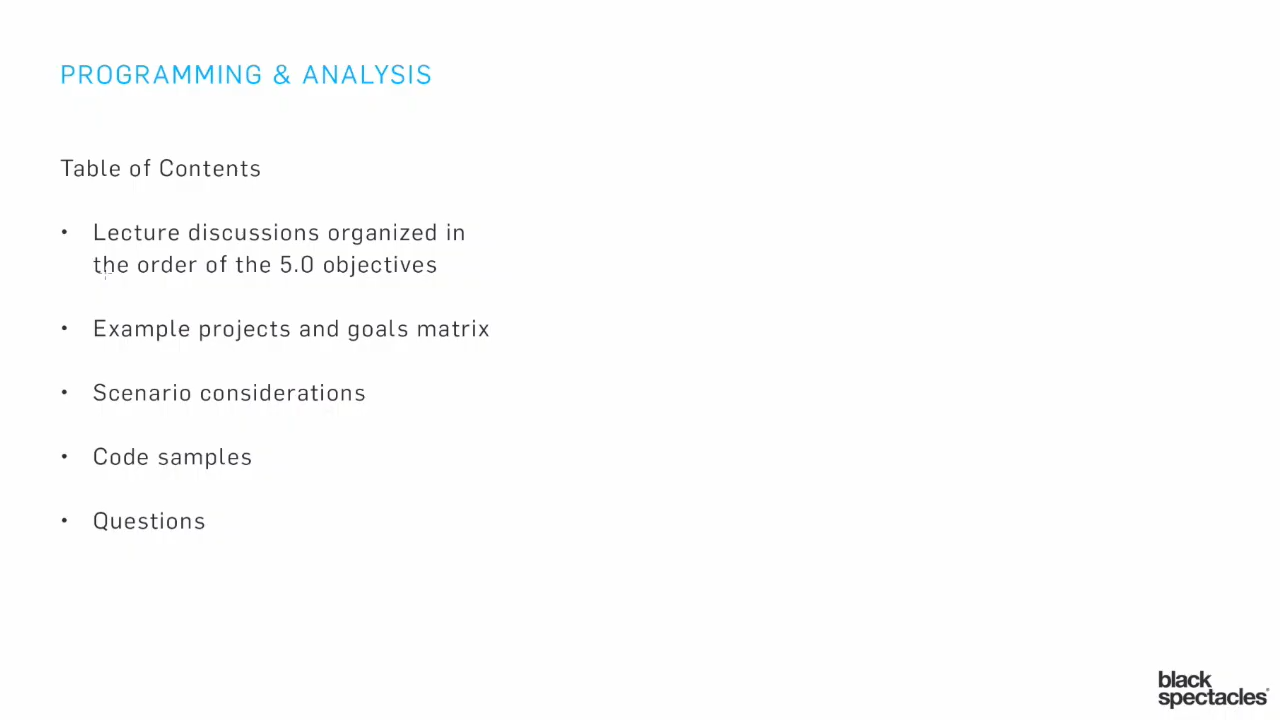 PROGRAMMING & ANALYSIS
Table of Contents
• Lecture discussions organized in
the order of the 5.0 objectives
• Example projects and goals matrix
• Scenario considerations
• Code samples
• Questions
black
spectacles®